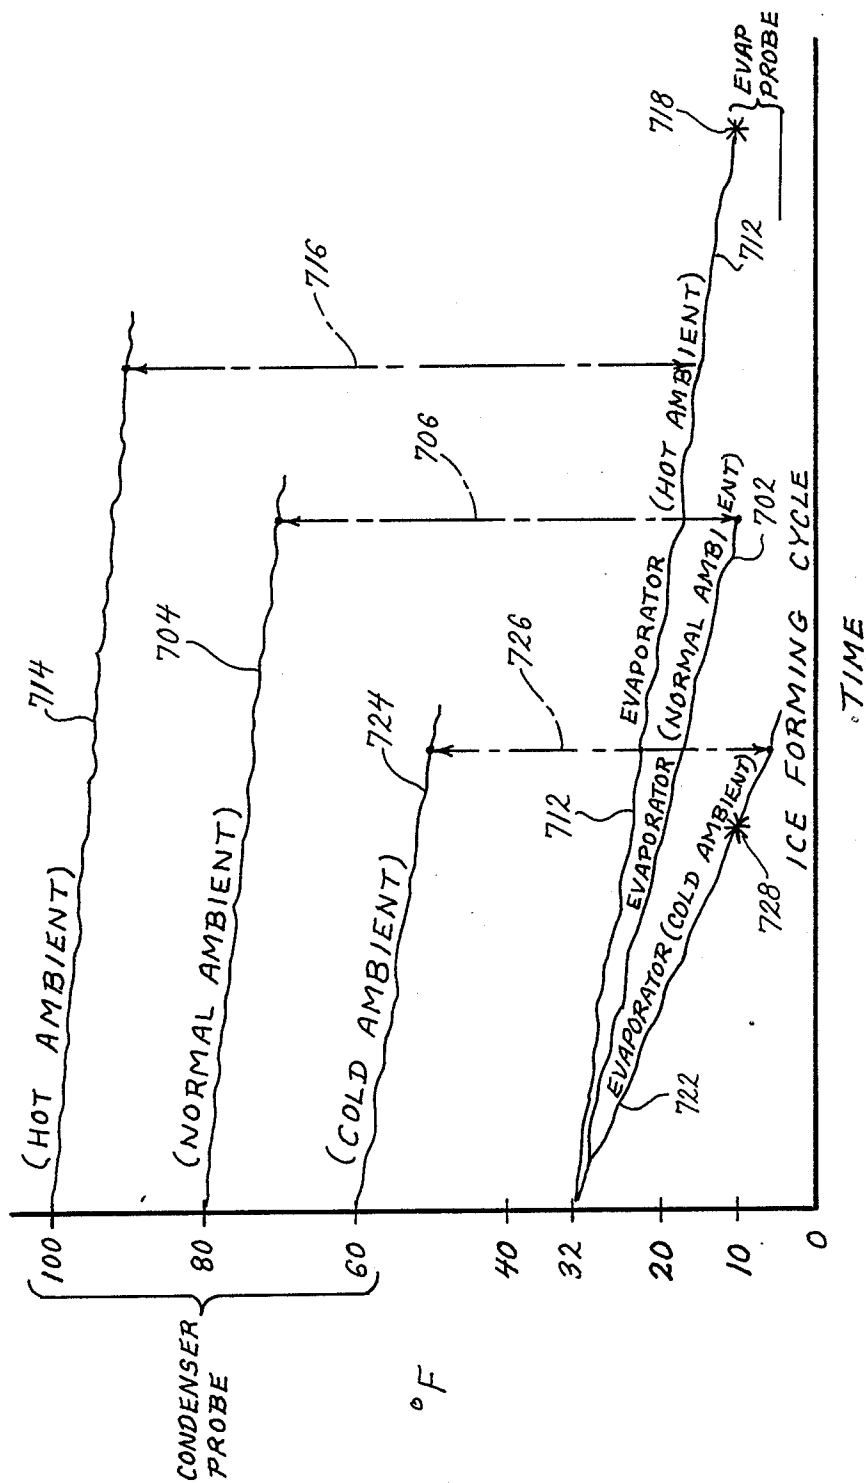 CONDENSER
PROBE
°F
100
80
60
40
32
20
10
0
(HOT AMBIENT)
714
716
(NORMAL AMBIENT)
704
706
(COLD AMBIENT)
724
726
712
EVAPORATOR (HOT AMBIENT)
712
718
EVAP
PROBE
EVAPORATOR (NORMAL AMBIENT)
702
EVAPORATOR (COLD AMBIENT)
722
728
ICE FORMING CYCLE
TIME